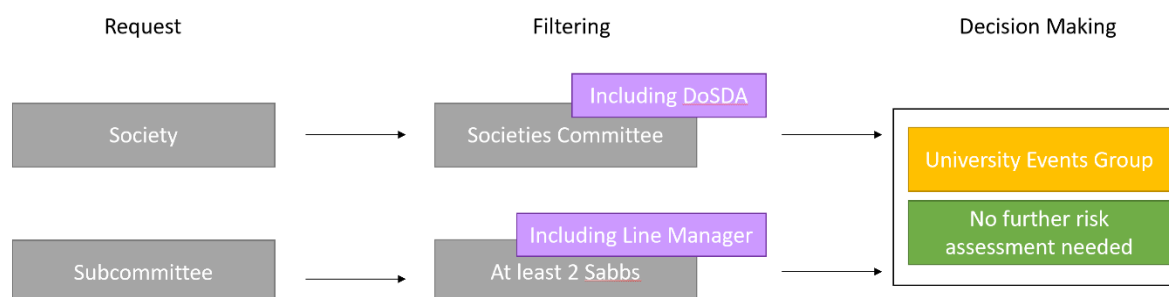 Request
Filtering
Decision Making
Including DoSDA
Society
Societies Committee
University Events Group
No further risk
assessment needed
Including Line Manager
Subcommittee
At least 2 Sabbs